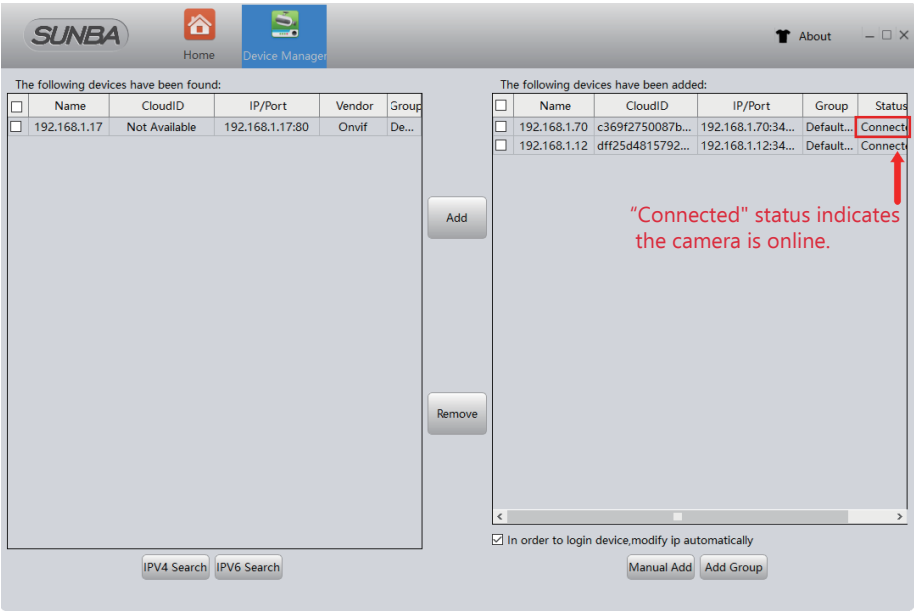 SUNBA
Home
Device Manager
About
The following devices have been found:
Name CloudID IP/Port Vendor Group
192.168.1.17 Not Available 192.168.1.17:80 Onvif De...
Add
Remove
IPV4 Search IPV6 Search
The following devices have been added:
Name CloudID IP/Port Group Status
192.168.1.70 c369f2750087b... 192.168.1.70:34... Default... Connecte
192.168.1.12 dff25d4815792... 192.168.1.12:34... Default... Connecte
“Connected" status indicates
the camera is online.
In order to login device,modify ip automatically
Manual Add Add Group